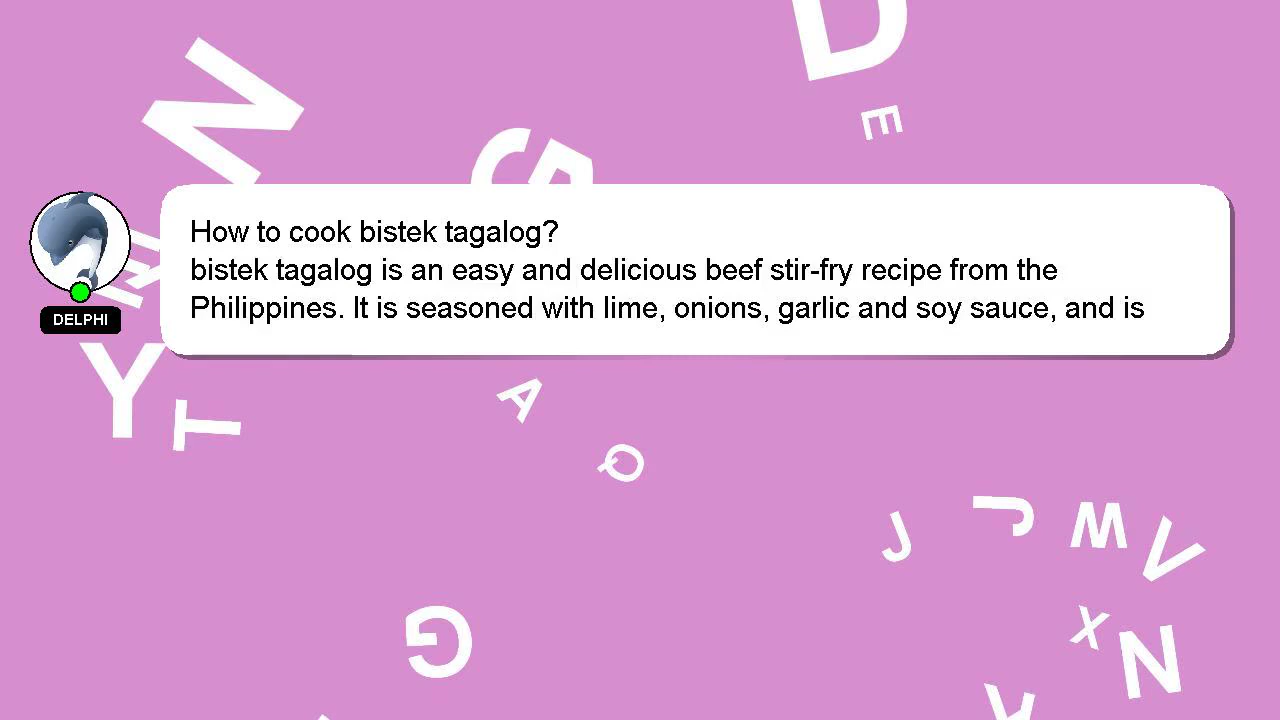 How to cook bistek tagalog?
bistek tagalog is an easy and delicious beef stir-fry recipe from the
Philippines. It is seasoned with lime, onions, garlic and soy sauce, and is
DELPHI
N
D
E
G
Y
T
A
Q
J
J
W
V
G
X
N